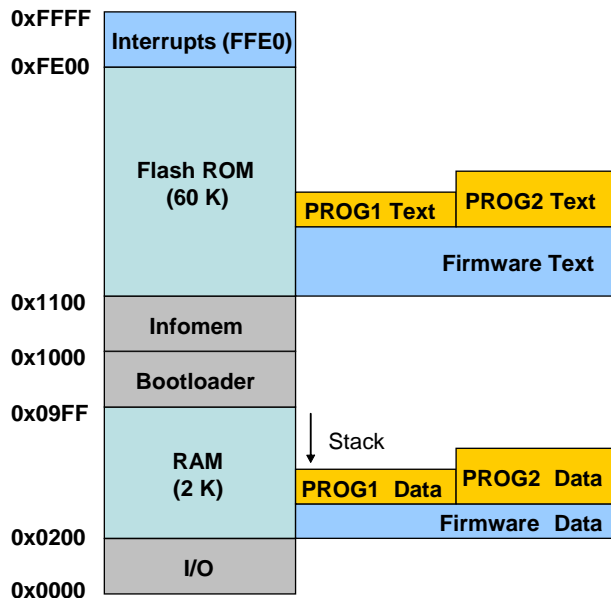 0xFFFF
Interrupts (FFE0)
0xFE00
Flash ROM
(60 K)
PROG1 Text
PROG2 Text
Firmware Text
0x1100
Infomem
0x1000
Bootloader
0x09FF
Stack
RAM
(2 K)
PROG1 Data
PROG2 Data
Firmware Data
0x0200
I/O
0x0000